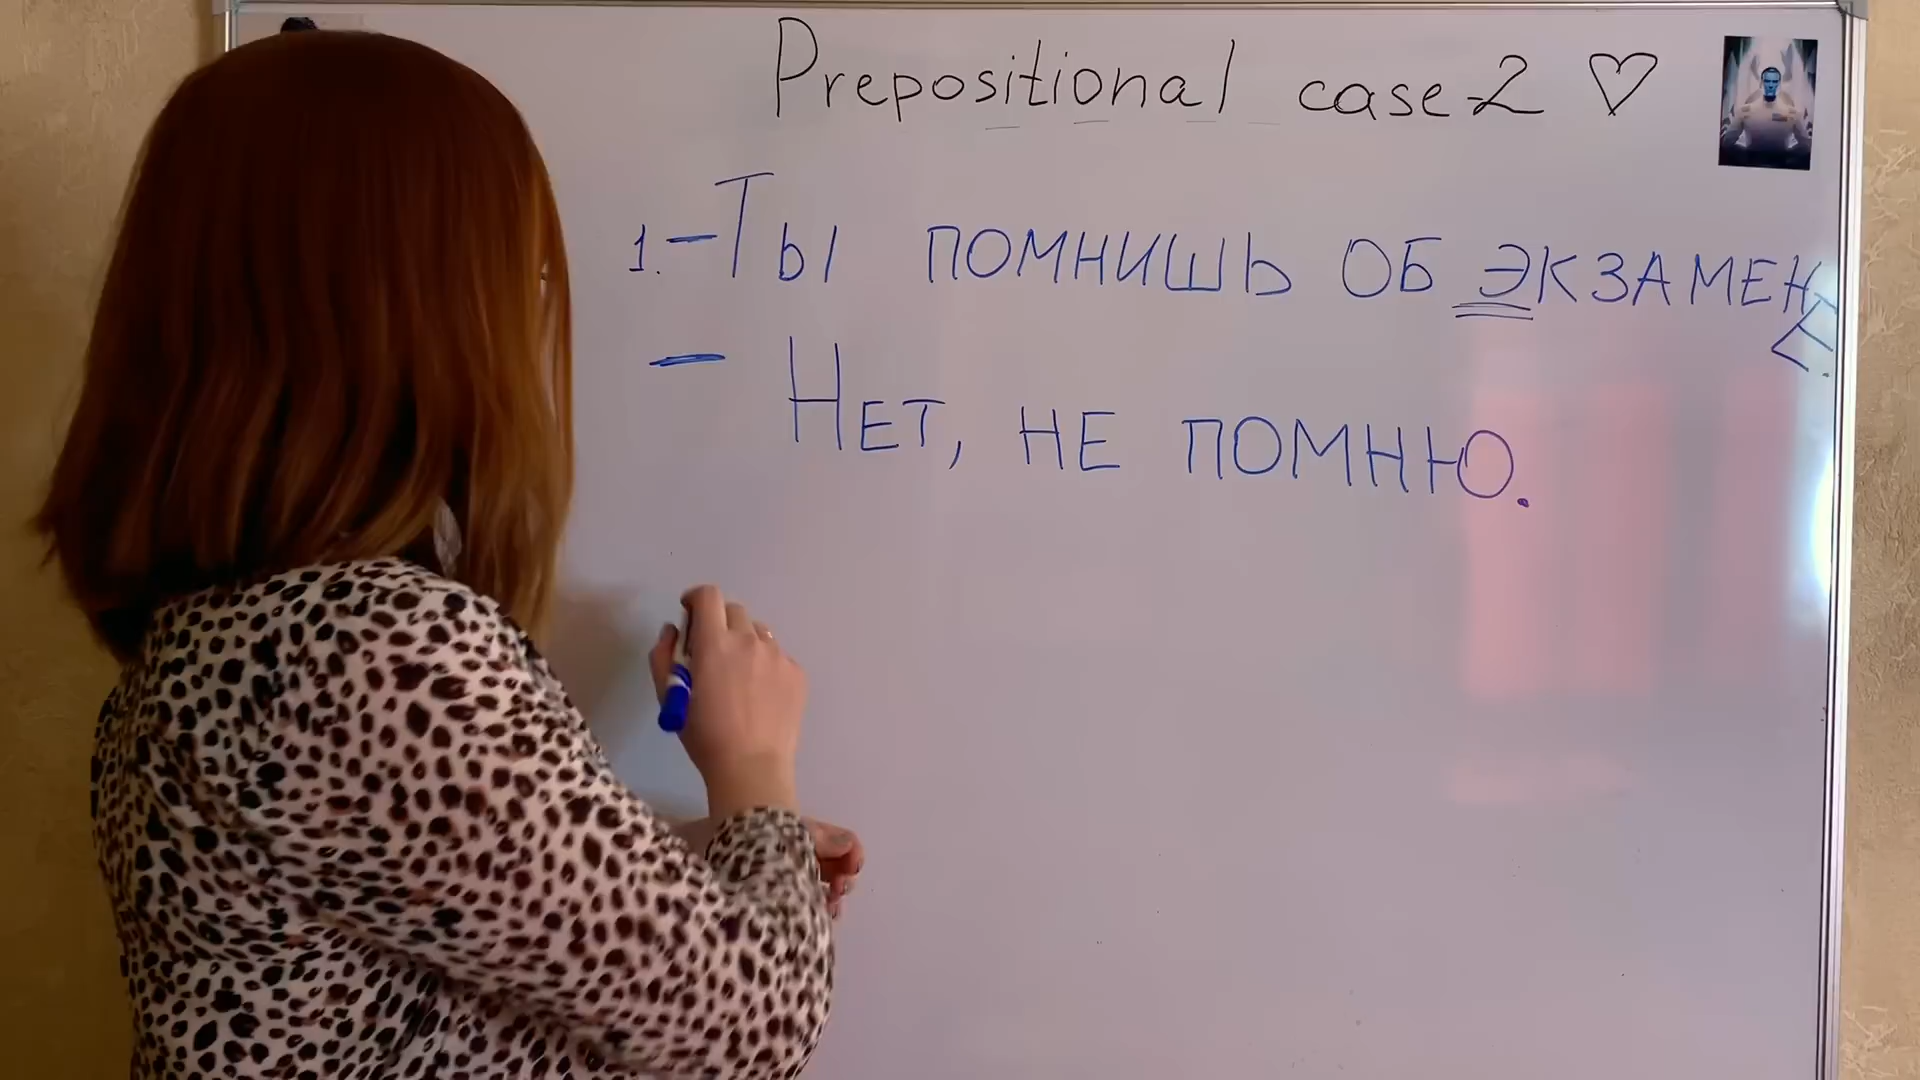 Prepositional case-2 ♡
1. – Ты помнишь об экзамене?
– Нет, не помню.